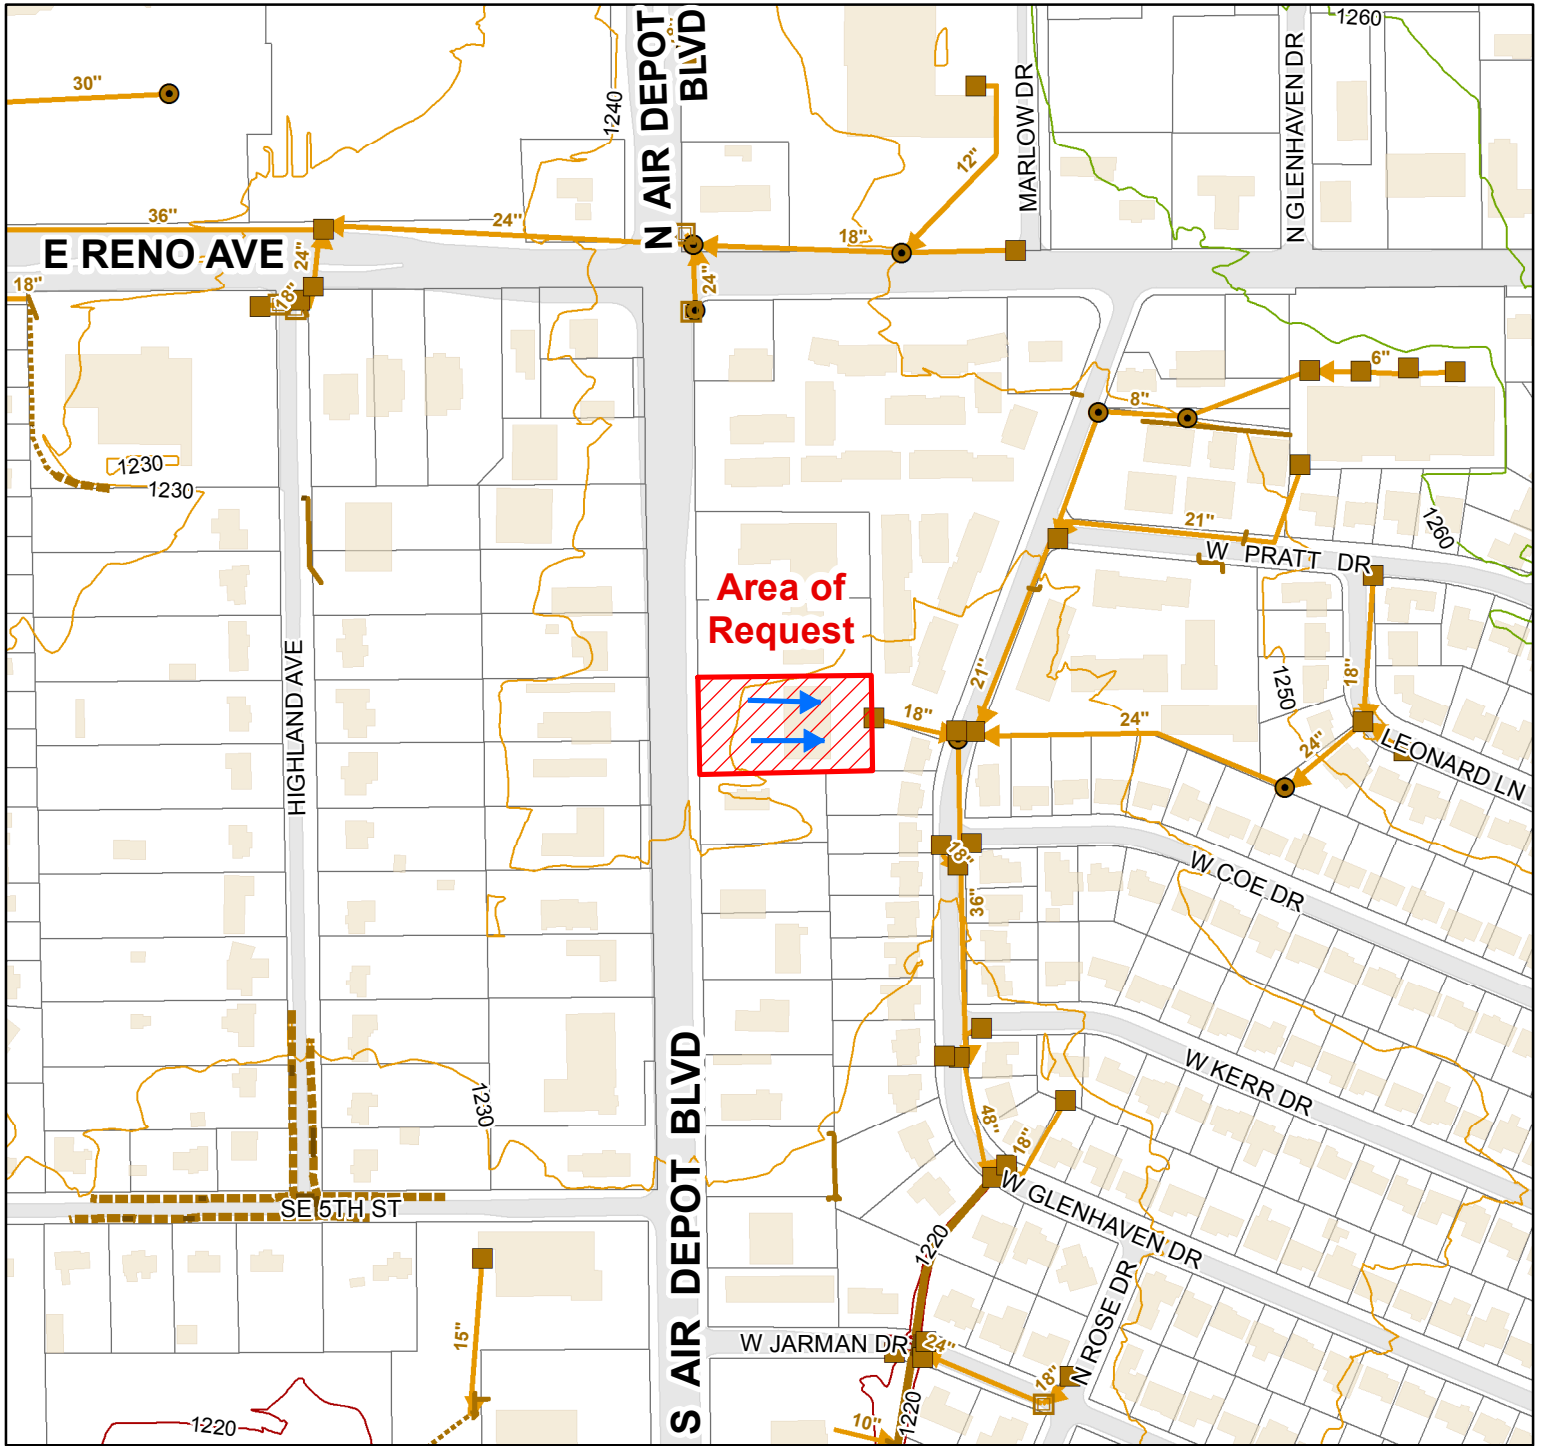 1260
N AIR DEPOT
BLVD
30"
1240
MARLOW DR
N GLENHAVEN DR
12"
36"
24"
18"
E RENO AVE
24"
24"
18"
18"
6"
8"
1230
1230
1260
21"
W PRATT DR
Area of
Request
HIGHLAND AVE
21"
18"
1250
18"
24"
24"
LEONARD LN
18"
W COE DR
36"
W KERR DR
1230
48"
18"
S AIR DEPOT BLVD
W GLENHAVEN DR
SE 5TH ST
1220
N ROSE DR
15"
W JARMAN DR
24"
18"
1220
10"
1220